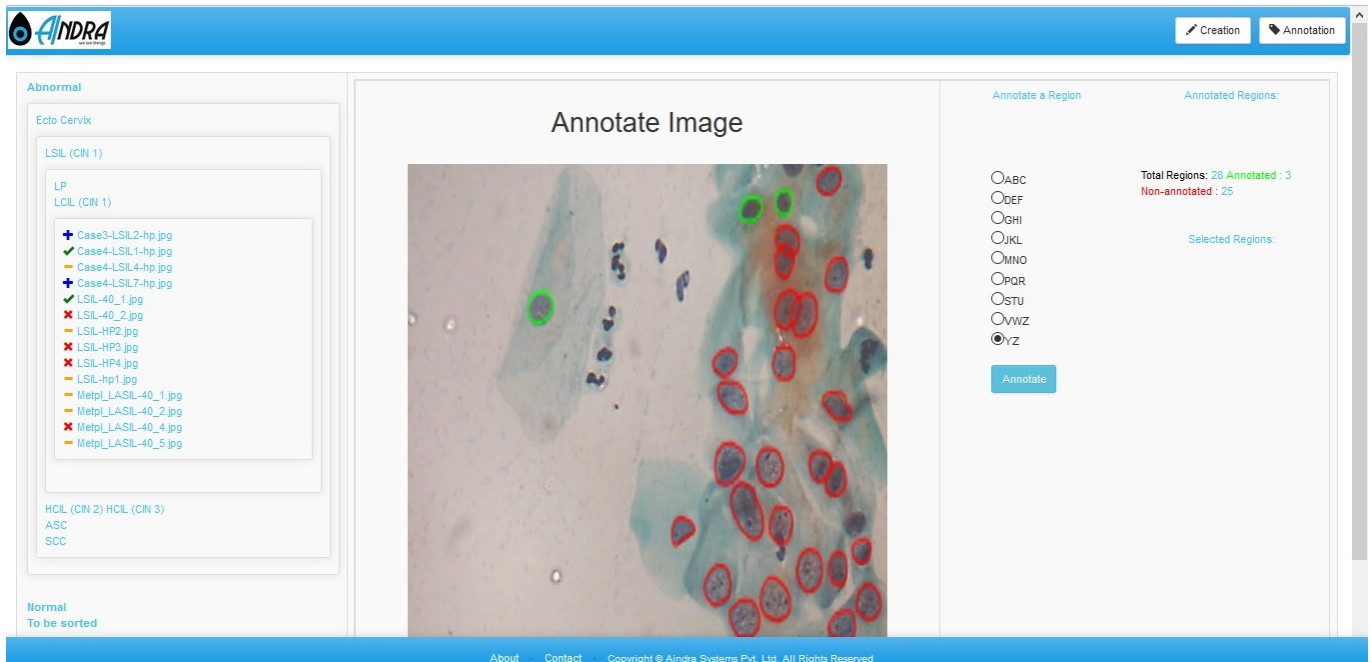 AINDRA
we see things
Creation
Annotation
Abnormal
Ecto Cervix
LSIL (CIN 1)
LP
LCIL (CIN 1)
Case3-LSIL2-hp.jpg
Case4-LSIL1-hp.jpg
Case4-LSIL4-hp.jpg
Case4-LSIL7-hp.jpg
LSIL-40_1.jpg
LSIL-40_2.jpg
LSIL-HP2.jpg
LSIL-HP3.jpg
LSIL-HP4.jpg
LSIL-hp1.jpg
Metpl_LASIL-40_1.jpg
Metpl_LASIL-40_2.jpg
Metpl_LASIL-40_4.jpg
Metpl_LASIL-40_5.jpg
HCIL (CIN 2) HCIL (CIN 3)
ASC
SCC
Normal
To be sorted
Annotate Image
Annotate a Region
ABC
DEF
GHI
JKL
MNO
PQR
STU
VWZ
YZ
Annotate
Annotated Regions:
Total Regions: 28 Annotated : 3
Non-annotated : 25
Selected Regions:
About - Contact - Copyright © Aindra Systems Pvt. Ltd. All Rights Reserved